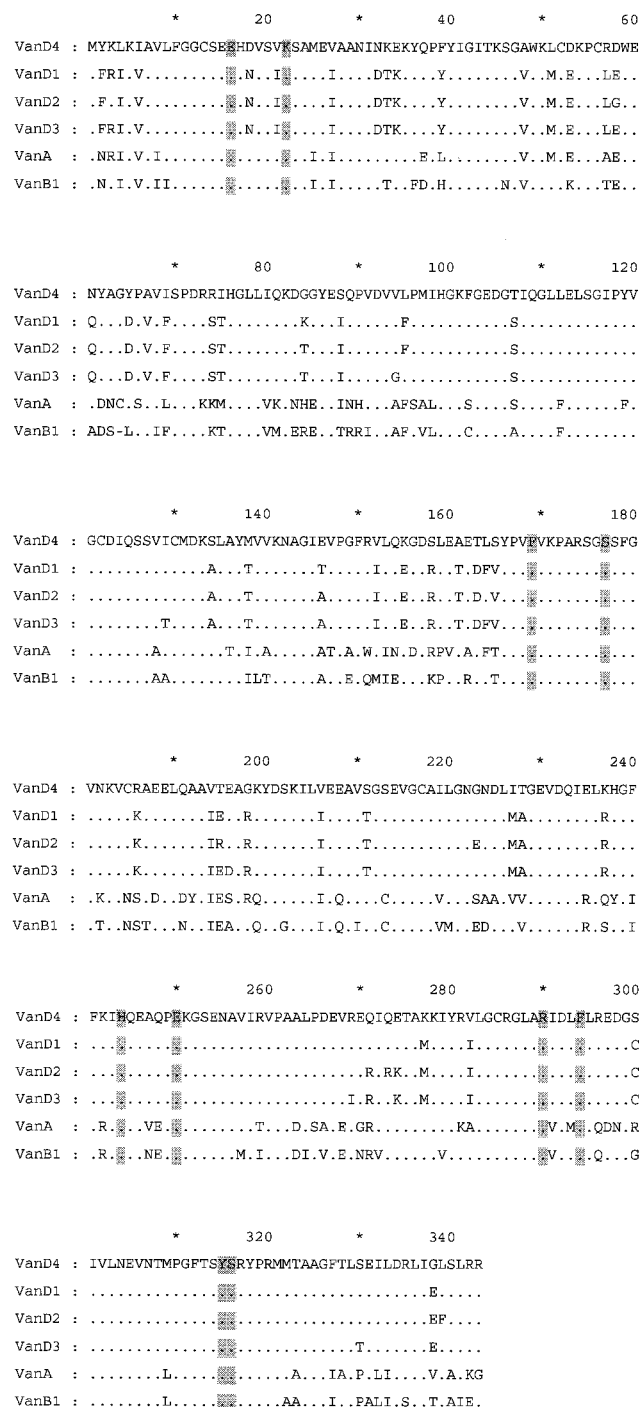 * 20 * 40 * 60
VanD4 : MYKLKIAVLFGGCSEEHDVSVKSAMEVAANINKEKYQPFYIGITKSGAWKLCDKPCRDWE
VanD1 : .FRI.V...........N..I.....I....DTK....Y........V..M.E....LE.
VanD2 : .F.I.V..............I.....I....DTK....Y........V..M.E....LG.
VanD3 : .FRI.V...........N..I.....I....DTK....Y........V..M.E....LE.
VanA : .NRI.V.I................I.I.........E.L........V..M.E....AE.
VanB1 : .N.I.V.II...............I.I.....T..FD.H......N.V....K....TE.
* 80 * 100 * 120
VanD4 : NYAGYPAVISPDRRIHGLLIQKDGGYESQPVDVVLPMIHGKFGEDGTIQGLLELSGIPYV
VanD1 : Q...D.V.F....ST........K...I......F...........S.............
VanD2 : Q...D.V.F....ST........T...I......F...........S.............
VanD3 : Q...D.V.F....ST........T...I.....G............S.............
VanA : .DNC.S..L...KKM....VK.NHE..INH...AFSAL...S....S....F......F.
VanB1 : ADS-L..IF....KT....VM.ERE..TRRI..AF.VL...C....A....F........
* 140 * 160 * 180
VanD4 : GCDIQSSVICMDKSLAYMVVKNAGIEVPGFRVLQKGDSLEAETLSYPVFVKPARSGSSFG
VanD1 : .............A...R.......T.....I..E..R..T.DFV...............
VanD2 : .............A...R.......A.....I..E..R..T.D.V...............
VanD3 : ........T....A...T.......A.....I..E..R..T.DFV...............
VanA : .......A.......T.I.A.....AT.A.W.IN.D.RPV.A.FT...............
VanB1 : .......AA........ILT.....A..E.QMIE...KP..R..T...............
* 200 * 220 * 240
VanD4 : VNKVCRAEELQAAVTEAGKYDSKILVEEAVSGSEVGCAILGNGNDLITGEVDQIELKHGF
VanD1 : .....K.......IE..R.......I....T...............MA........R...
VanD2 : .....K.......IR..R.......I....T...........E...MA........R...
VanD3 : .....K.......IED.R.......I....T...............MA........R...
VanA : .K..NS.D..DY.IES.RQ......I.Q....C.....V...SAA..VV.....R.QY.I
VanB1 : .T..NST...N..IEA..Q..G...I.Q.I..C.....VM..ED...V......R.S..I
* 260 * 280 * 300
VanD4 : FKIHQEAQPEKGSENAVIRVPAALPDEVREQIQETAKKIYRVLGCRGLARIDLFLREDGS
VanD1 : ....................................M....I.................C
VanD2 : ..............................Q.RK..M....I.................C
VanD3 : ............................I.R..K..M....I.................C
VanA : .R....VE..........T...D.SA..E.GR.........KA.......V.M..QDN.R
VanB1 : .R....NE.........M.I...DI.V..E.NRV.......V........V....Q...G
* 320 * 340
VanD4 : IVLNEVNTMPGFTSYSRYPRMMTAAGFTLSEILDRLIGLSLRR
VanD1 : ......................................E....
VanD2 : ......................................EF...
VanD3 : ..............................T.......E....
VanA : ........L..............A...IA.P.LI....V.A.KG
VanB1 : ........L.............AA...I..PALI.S..T.AIE.